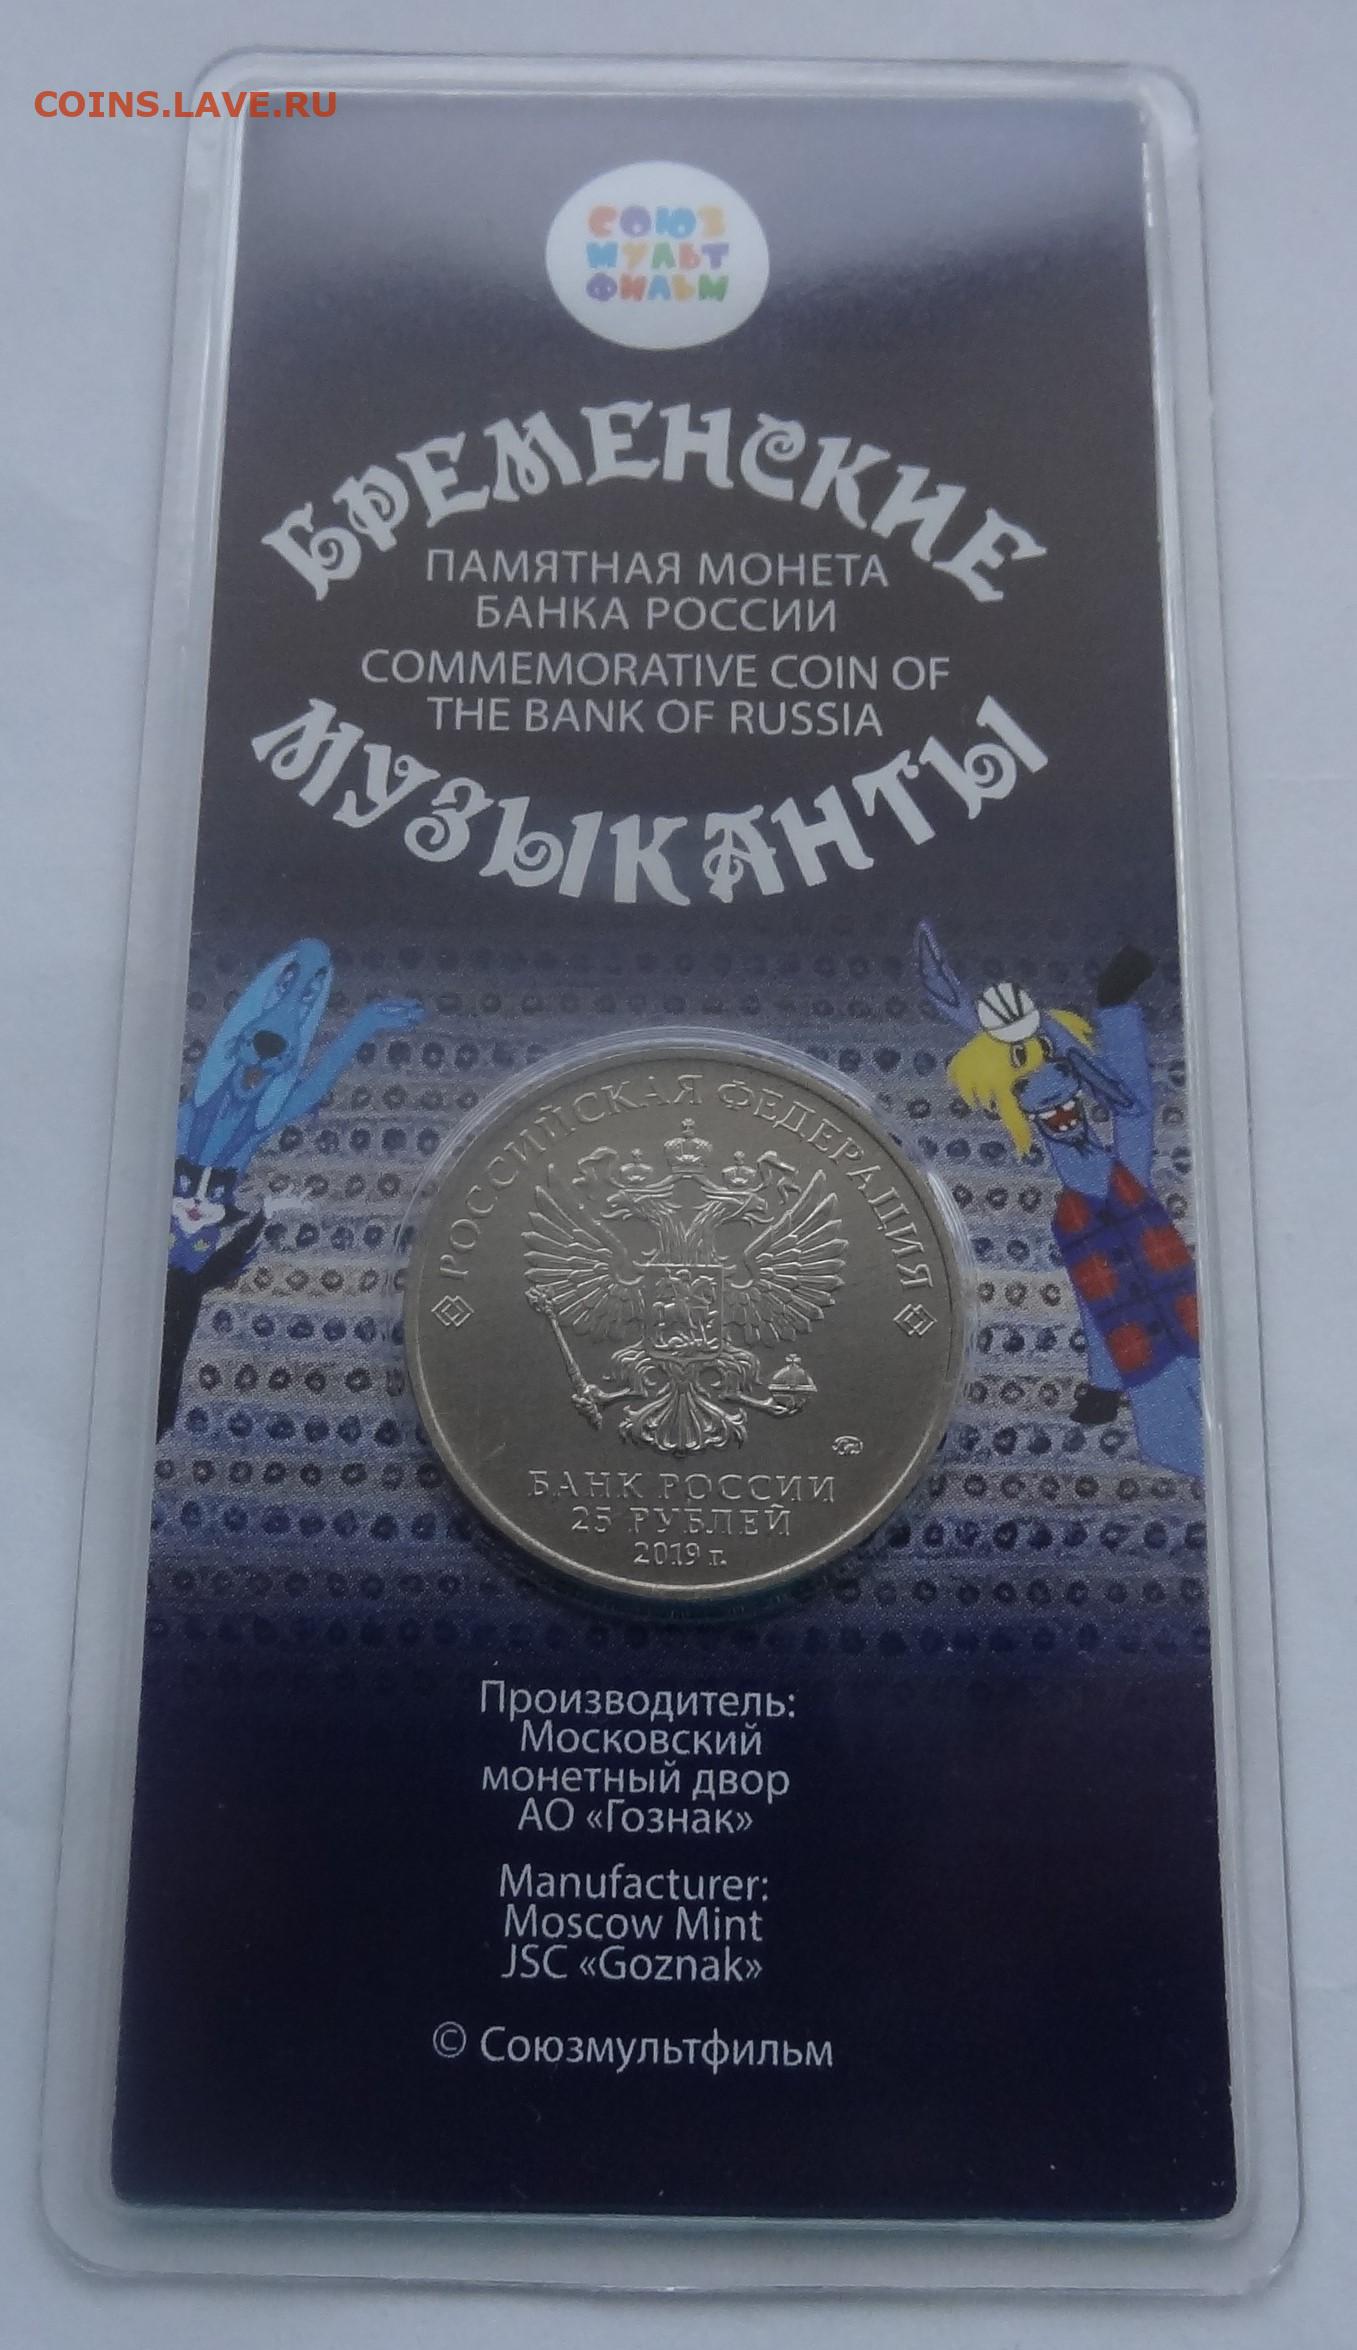 COINS.LAVE.RU
СОЮЗ
МУЛЬТ
ФИЛЬМ
БРЕМЕНСКИЕ
ПАМЯТНАЯ МОНЕТА
БАНКА РОССИИ
COMMEMORATIVE COIN OF
THE BANK OF RUSSIA
МУЗЫКАНТЫ
РОССИЙСКАЯ ФЕДЕРАЦИЯ
БАНК РОССИИ
25 РУБЛЕЙ
2019 г.
Производитель:
Московский
монетный двор
АО «Гознак»
Manufacturer:
Moscow Mint
JSC «Goznak»
© Союзмультфильм